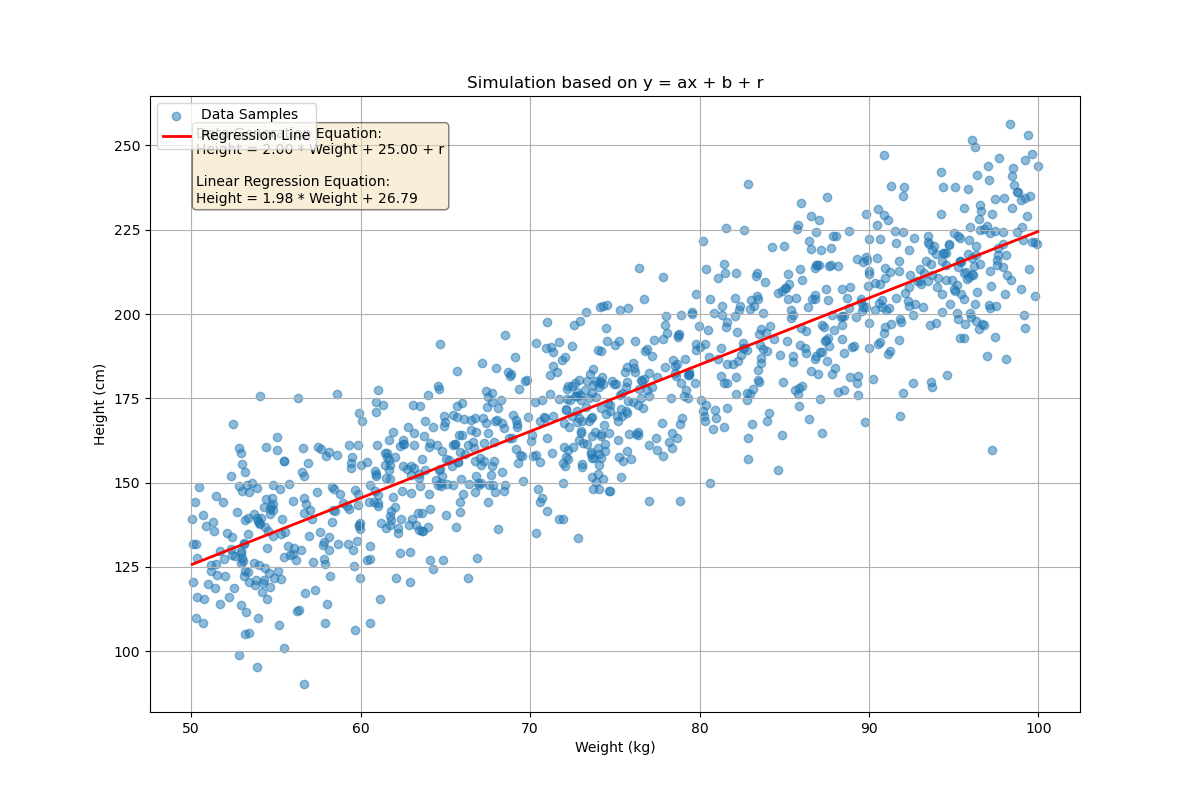 Simulation based on y = ax + b + r
Data Samples
Regression Line
Equation:
Height = 2.00 * Weight + 25.00 + r
Linear Regression Equation:
Height = 1.98 * Weight + 26.79
Height (cm)
250
225
200
175
150
125
100
50 60 70 80 90 100
Weight (kg)